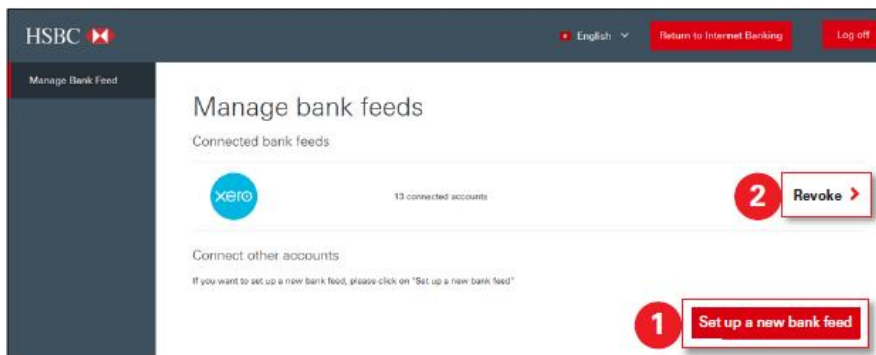 HSBC
English
Return to Internet Banking
Log off
Manage Bank Feed
Manage bank feeds
Connected bank feeds
xero
13 connected accounts
2
Revoke
Connect other accounts
If you want to set up a new bank feed, please click on "Set up a new bank feed"
1
Set up a new bank feed